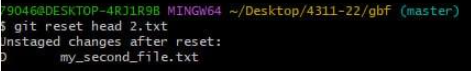 79046@DESKTOP-4RJ1R9B MINGW64 ~/Desktop/4311-22/gbf (master)
$ git reset head 2.txt
Unstaged changes after reset:
D       my_second_file.txt